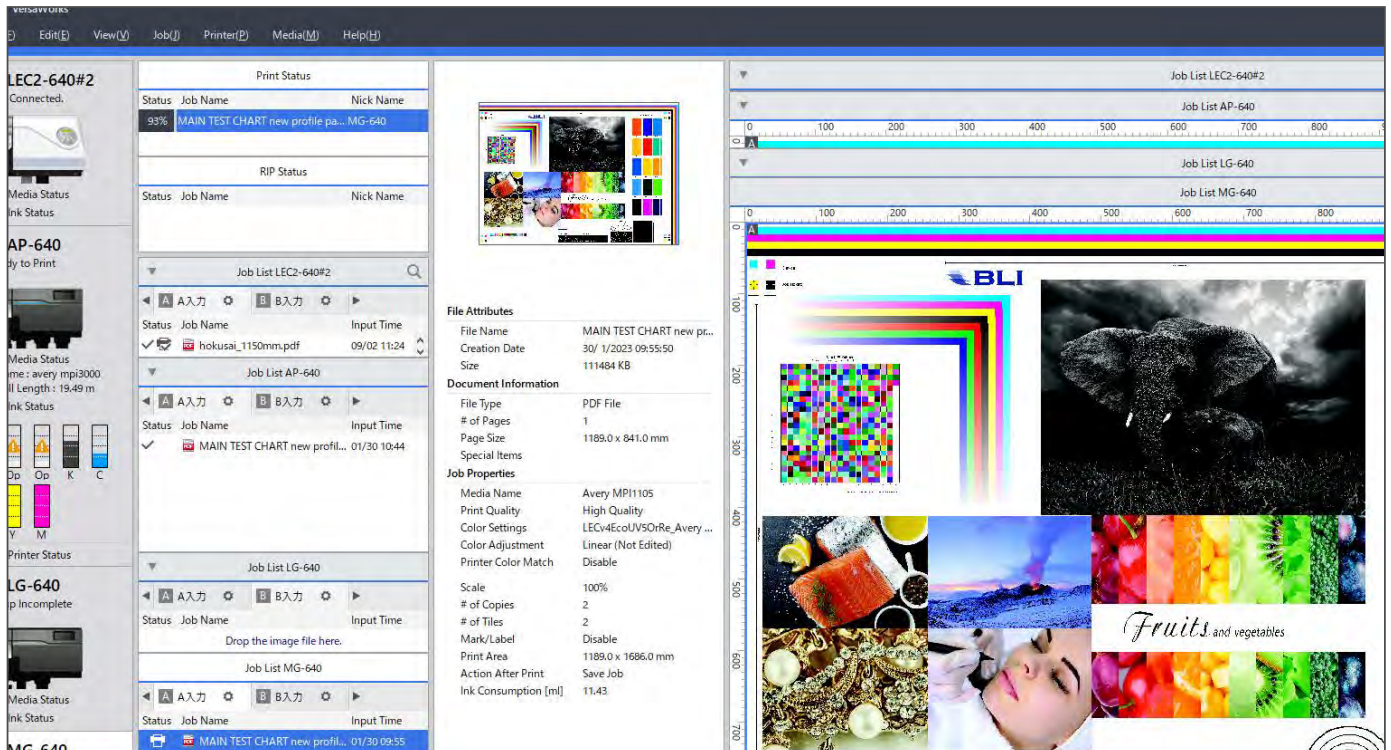 VersaWorks
Edit(E) View(V) Job(J) Printer(P) Media(M) Help(H)
LEC2-640#2
Connected.
Media Status
Ink Status
AP-640
dy to Print
Media Status
me : avery mpi3000
ll Length : 19.49 m
Ink Status
Op Op K C
Y M
Printer Status
LG-640
p Incomplete
Media Status
Ink Status
MG-640
Print Status
Status Job Name Nick Name
93% MAIN TEST CHART new profile pa... MG-640
RIP Status
Status Job Name Nick Name
Job List LEC2-640#2
A A入力 B B入力
Status Job Name Input Time
hokusai_1150mm.pdf 09/02 11:24
Job List AP-640
A A入力 B B入力
Status Job Name Input Time
MAIN TEST CHART new profil... 01/30 10:44
Job List LG-640
A A入力 B B入力
Status Job Name Input Time
Drop the image file here.
Job List MG-640
A A入力 B B入力
Status Job Name Input Time
MAIN TEST CHART new profil... 01/30 09:55
File Attributes
File Name MAIN TEST CHART new pr...
Creation Date 30/ 1/2023 09:55:50
Size 111484 KB
Document Information
File Type PDF File
# of Pages 1
Page Size 1189.0 x 841.0 mm
Special Items
Job Properties
Media Name Avery MPI1105
Print Quality High Quality
Color Settings LECv4EcoUV5OrRe_Avery ...
Color Adjustment Linear (Not Edited)
Printer Color Match Disable
Scale 100%
# of Copies 2
# of Tiles 2
Mark/Label Disable
Print Area 1189.0 x 1686.0 mm
Action After Print Save Job
Ink Consumption [ml] 11.43
Job List LEC2-640#2
Job List AP-640
0 100 200 300 400 500 600 700 800
0 A
Job List LG-640
Job List MG-640
0 100 200 300 400 500 600 700 800
0 A
100
200
300
400
500
600
700
BLI
Fruits and vegetables